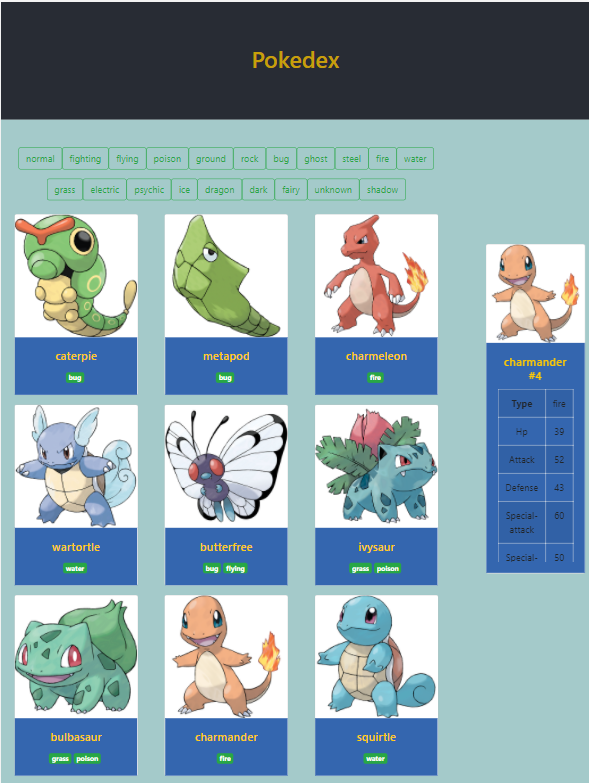 Pokedex
normal fighting flying poison ground rock bug ghost steel fire water
grass electric psychic ice dragon dark fairy unknown shadow
caterpie
bug
metapod
bug
charmeleon
fire
wartortle
water
butterfree
bug flying
ivysaur
grass poison
bulbasaur
grass poison
charmander
fire
squirtle
water
charmander
#4
Type fire
Hp 39
Attack 52
Defense 43
Special- 60
attack
Special- 50